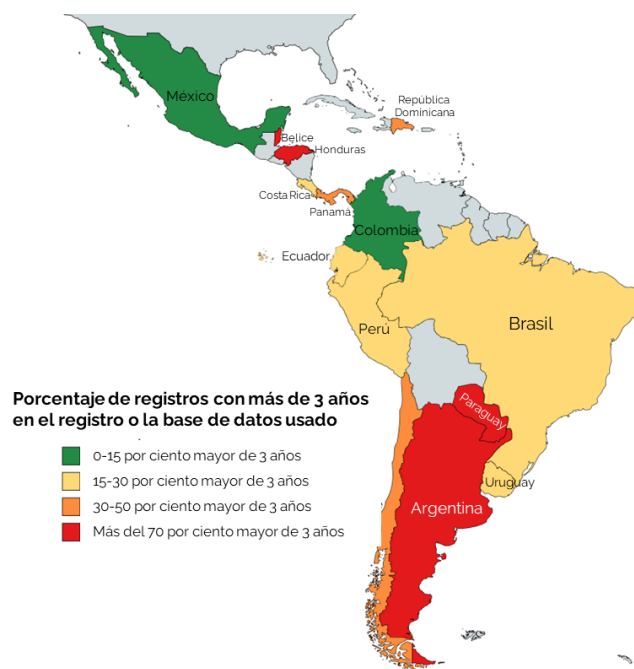 México
República
Dominicana
Belice
Honduras
Costa Rica
Panamá
Colombia
Ecuador
Perú
Brasil
Porcentaje de registros con más de 3 años
en el registro o la base de datos usado
0-15 por ciento mayor de 3 años
15-30 por ciento mayor de 3 años
30-50 por ciento mayor de 3 años
Más del 70 por ciento mayor de 3 años
Paraguay
Uruguay
Argentina